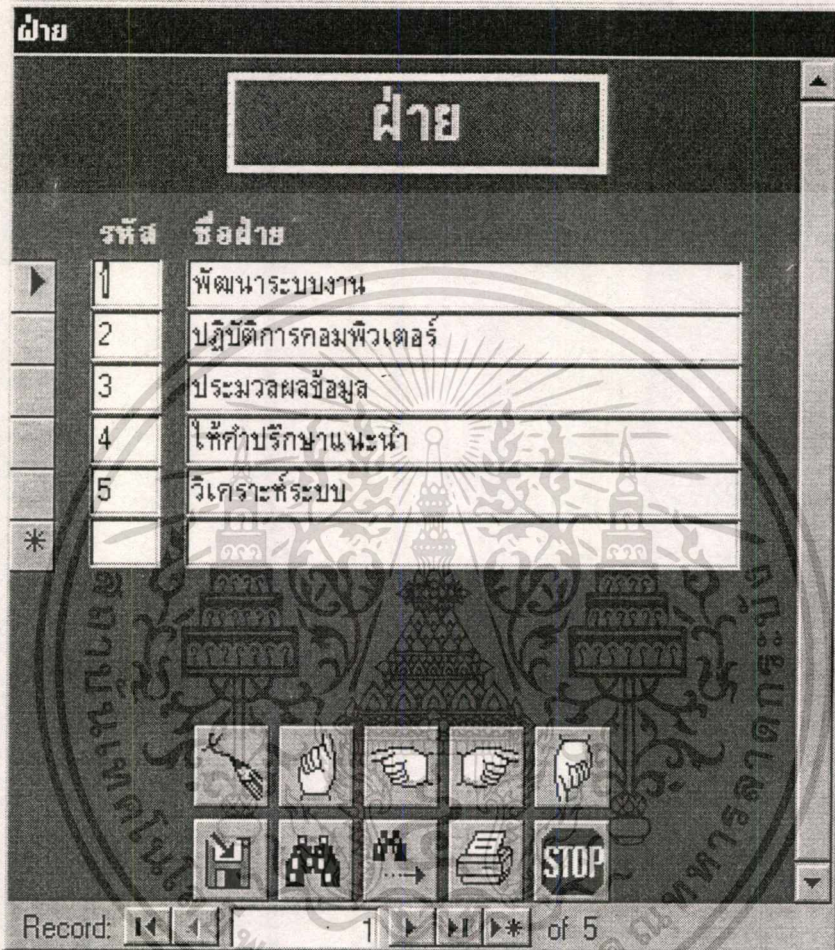 ฝ่าย
ฝ่าย
รหัส ชื่อฝ่าย
1 พัฒนาระบบงาน
2 ปฏิบัติการคอมพิวเตอร์
3 ประมวลผลข้อมูล
4 ให้คำปรึกษาแนะนำ
5 วิเคราะห์ระบบ
*
STOP
Record: 1 of 5